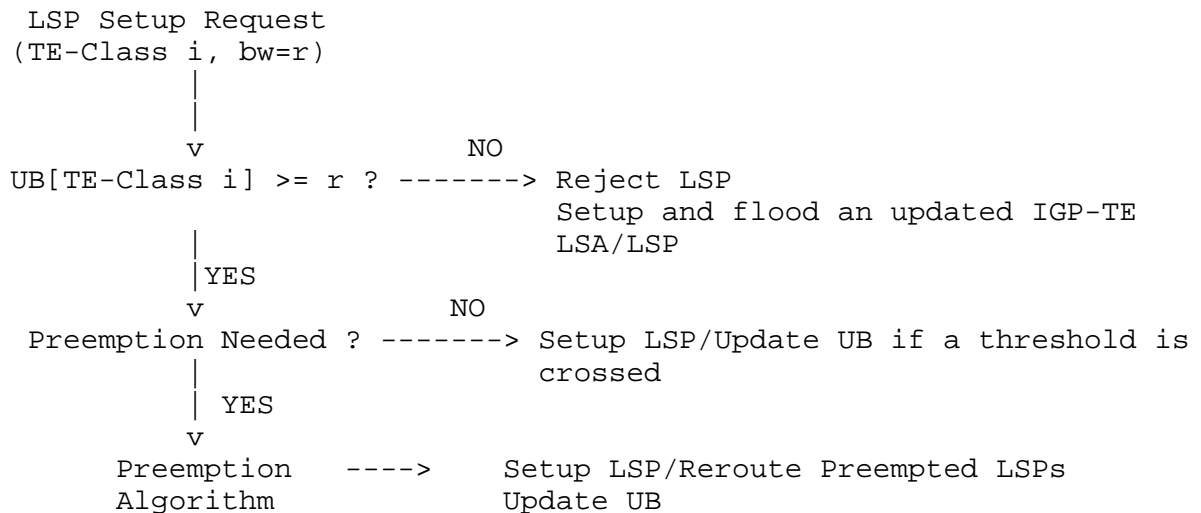 LSP Setup Request
(TE-Class i, bw=r)
|
|
v NO
UB[TE-Class i] >= r ? -------> Reject LSP
Setup and flood an updated IGP-TE
| LSA/LSP
|YES
v NO
Preemption Needed ? -------> Setup LSP/Update UB if a threshold is
| crossed
| YES
v
Preemption ----> Setup LSP/Reroute Preempted LSPs
Algorithm Update UB